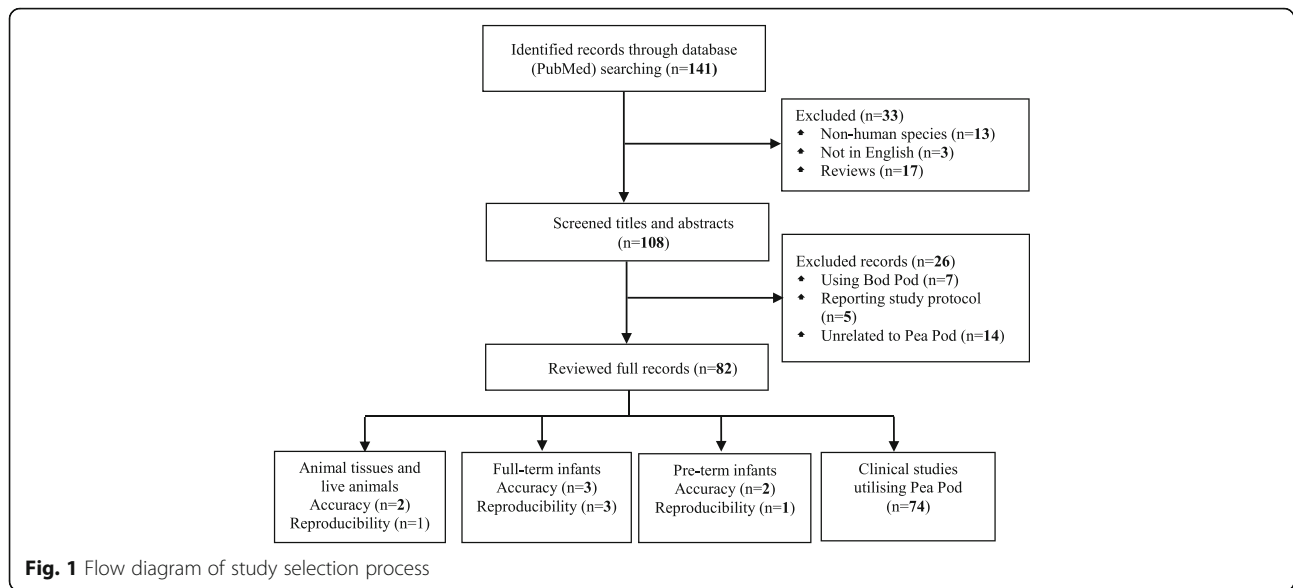 Identified records through database
(PubMed) searching (n=141)
Excluded (n=33)
Non-human species (n=13)
Not in English (n=3)
Reviews (n=17)
Screened titles and abstracts
(n=108)
Excluded records (n=26)
Using Bod Pod (n=7)
Reporting study protocol
(n=5)
Unrelated to Pea Pod (n=14)
Reviewed full records (n=82)
Animal tissues and
live animals
Accuracy (n=2)
Reproducibility (n=1)
Full-term infants
Accuracy (n=3)
Reproducibility (n=3)
Pre-term infants
Accuracy (n=2)
Reproducibility (n=1)
Clinical studies
utilising Pea Pod
(n=74)
Fig. 1 Flow diagram of study selection process